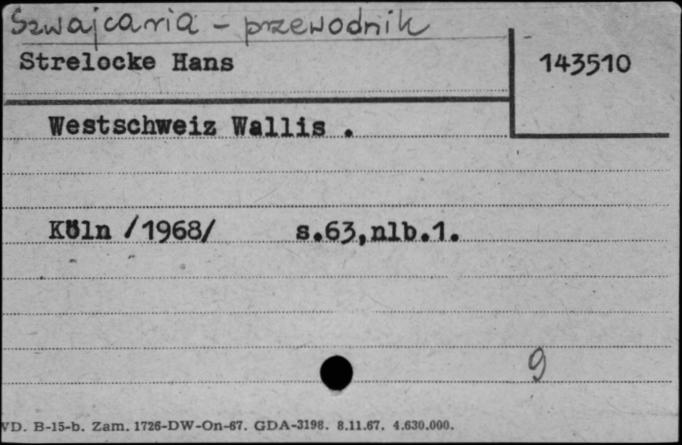 Szwajcaria - przewodnik
Strelocke Hans 143510
Westschweiz Wallis .
Köln /1968/ s.63,nlb.1.
9
VD. B-15-b. Zam. 1726-DW-On-67. GDA-3198. 8.11.67. 4.630.000.